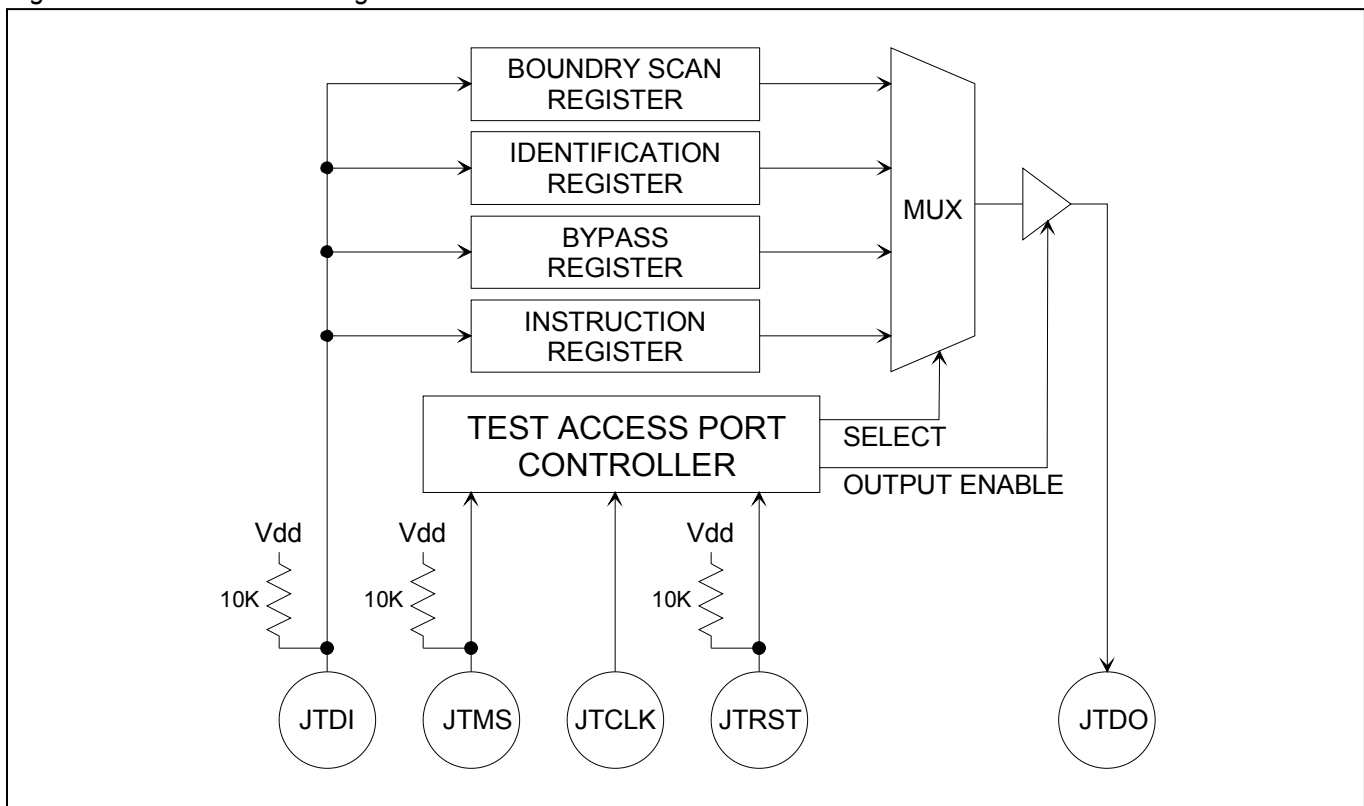 BOUNDRY SCAN
REGISTER
IDENTIFICATION
REGISTER
BYPASS
REGISTER
INSTRUCTION
REGISTER
MUX
TEST ACCESS PORT
CONTROLLER
SELECT
OUTPUT ENABLE
Vdd
Vdd
Vdd
10K
10K
10K
JTDI
JTMS
JTCLK
JTRST
JTDO